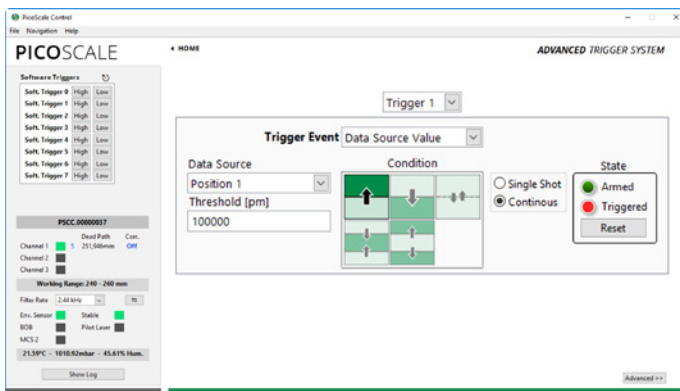 PicoScale Control
File Navigation Help
PICOSCALE
HOME
ADVANCED TRIGGER SYSTEM
Software Triggers
Soft. Trigger 0 High Low
Soft. Trigger 1 High Low
Soft. Trigger 2 High Low
Soft. Trigger 3 High Low
Soft. Trigger 4 High Low
Soft. Trigger 5 High Low
Soft. Trigger 6 High Low
Soft. Trigger 7 High Low
Trigger 1
Trigger Event Data Source Value
Data Source
Position 1
Threshold [pm]
100000
Condition
Single Shot
Continous
State
Armed
Triggered
Reset
PSCC.00000037
Dead Path Corr.
Channel 1 5 251,946mm Off
Channel 2
Channel 3
Working Range: 240 - 260 mm
Filter Rate 2,44 kHz
Env. Sensor Stable
BOB Pilot Laser
MCS 2
21.59°C - 1010.92mbar - 45.61% Hum.
Show Log
Advanced >>